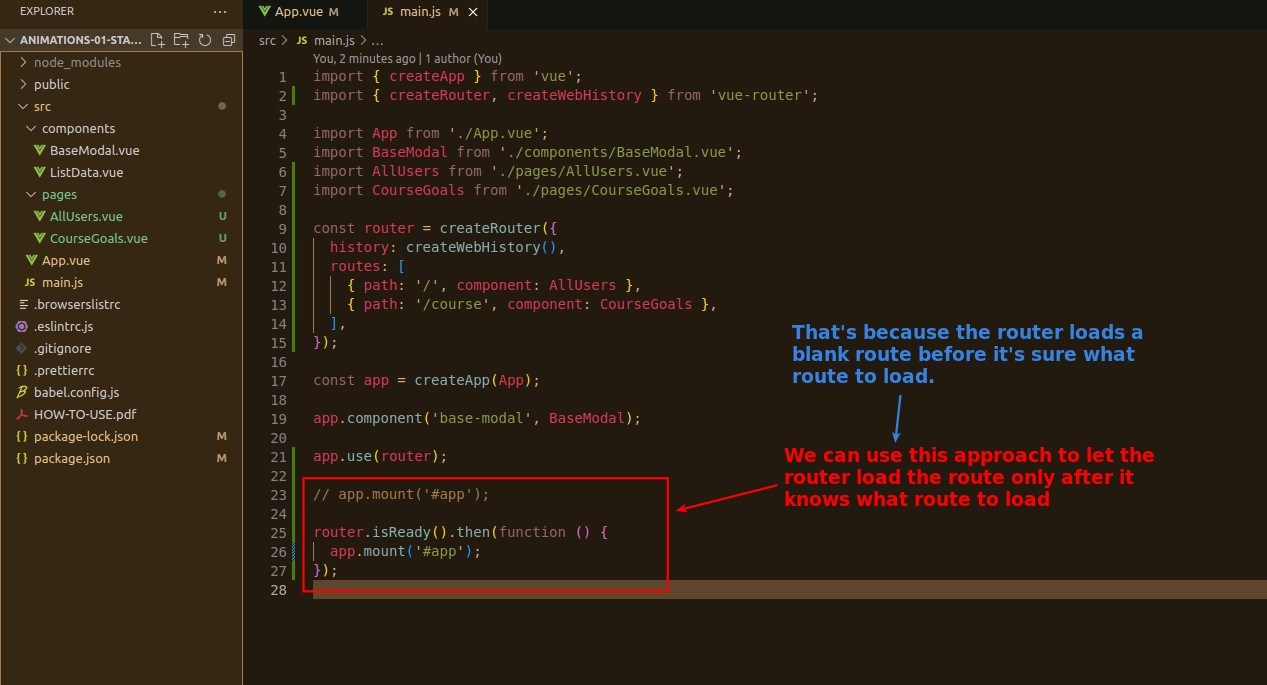 EXPLORER
ANIMATIONS-01-STA...
node_modules
public
src
components
BaseModal.vue
ListData.vue
pages
AllUsers.vue U
CourseGoals.vue U
App.vue M
JS main.js M
.browserslistrc
.eslintrc.js
.gitignore
{} .prettierrc
babel.config.js
HOW-TO-USE.pdf
{} package-lock.json M
{} package.json M
App.vue M
JS main.js M
src > JS main.js > ...
You, 2 minutes ago | 1 author (You)
1 import { createApp } from 'vue';
2 import { createRouter, createWebHistory } from 'vue-router';
3
4 import App from './App.vue';
5 import BaseModal from './components/BaseModal.vue';
6 import AllUsers from './pages/AllUsers.vue';
7 import CourseGoals from './pages/CourseGoals.vue';
8
9 const router = createRouter({
10 history: createWebHistory(),
11 routes: [
12 { path: '/', component: AllUsers },
13 { path: '/course', component: CourseGoals },
14 ],
15 });
16
17 const app = createApp(App);
18
19 app.component('base-modal', BaseModal);
20
21 app.use(router);
22
23 // app.mount('#app');
24
25 router.isReady().then(function () {
26 app.mount('#app');
27 });
28
That's because the router loads a
blank route before it's sure what
route to load.
We can use this approach to let the
router load the route only after it
knows what route to load